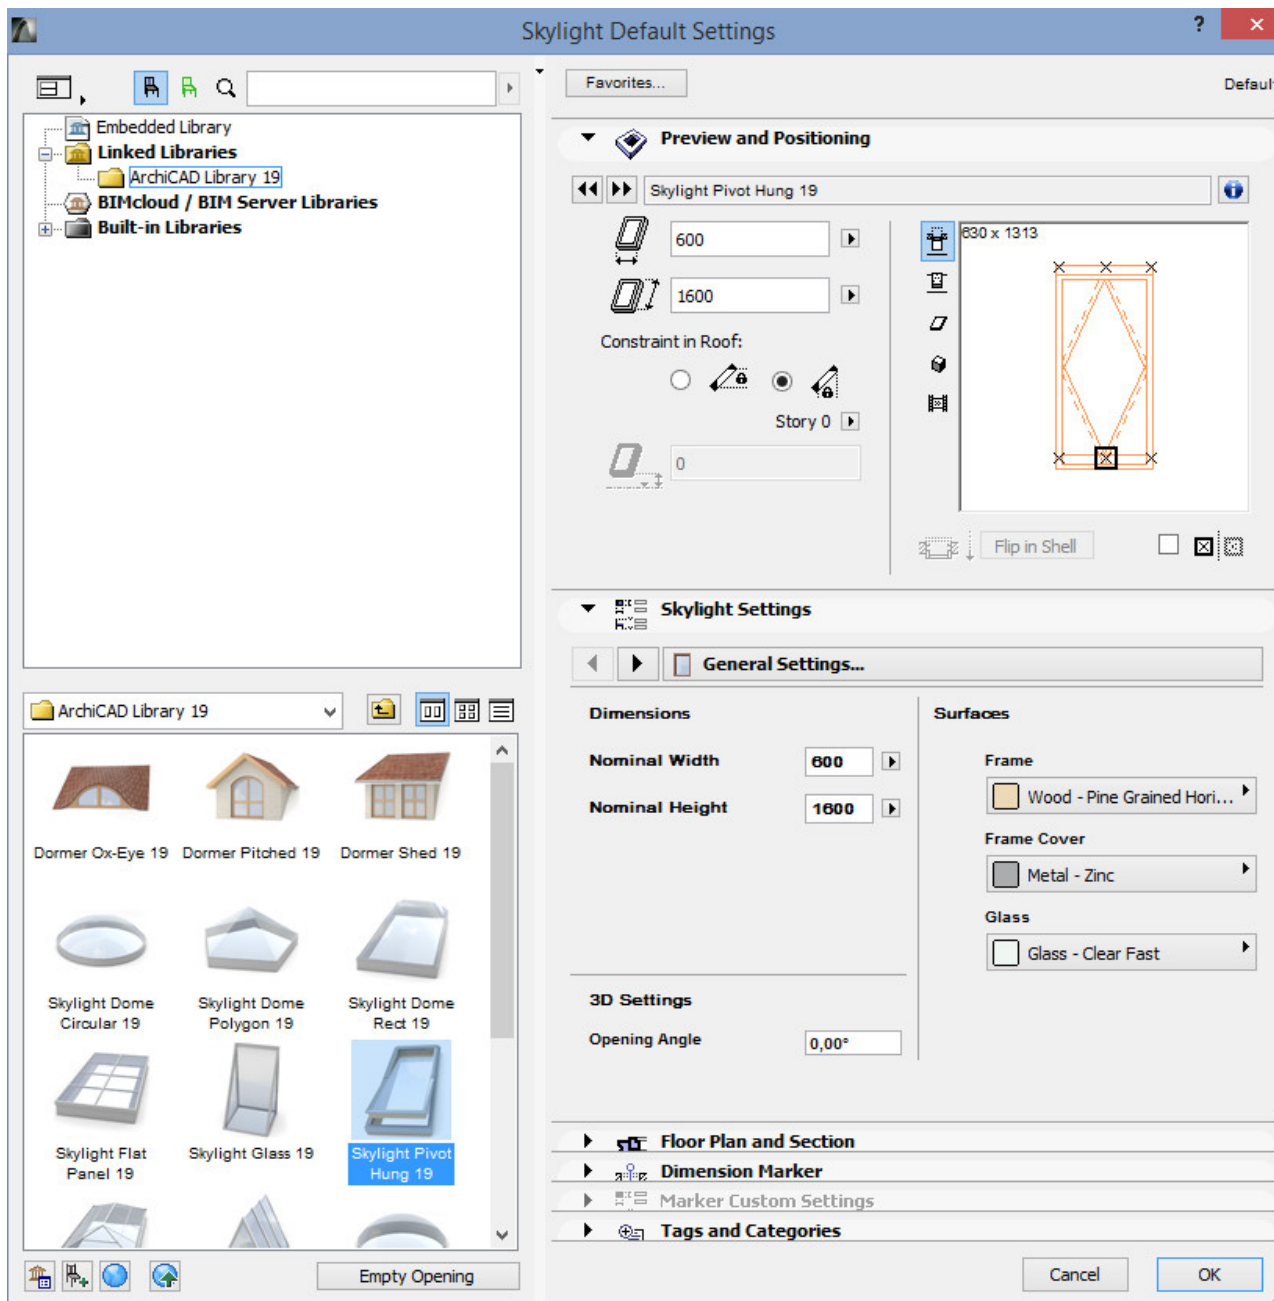 Skylight Default Settings
?
Favorites...
Default
Embedded Library
Linked Libraries
ArchiCAD Library 19
BIMcloud / BIM Server Libraries
Built-in Libraries
Preview and Positioning
Skylight Pivot Hung 19
600
1600
630 x 1313
Constraint in Roof:
Story 0
0
Flip in Shell
Skylight Settings
General Settings...
Dimensions
Nominal Width
600
Nominal Height
1600
Surfaces
Frame
Wood - Pine Grained Hori...
Frame Cover
Metal - Zinc
Glass
Glass - Clear Fast
3D Settings
Opening Angle
0,00°
ArchiCAD Library 19
Dormer Ox-Eye 19
Dormer Pitched 19
Dormer Shed 19
Skylight Dome
Circular 19
Skylight Dome
Polygon 19
Skylight Dome
Rect 19
Skylight Flat
Panel 19
Skylight Glass 19
Skylight Pivot
Hung 19
Floor Plan and Section
Dimension Marker
Marker Custom Settings
Tags and Categories
Empty Opening
Cancel
OK